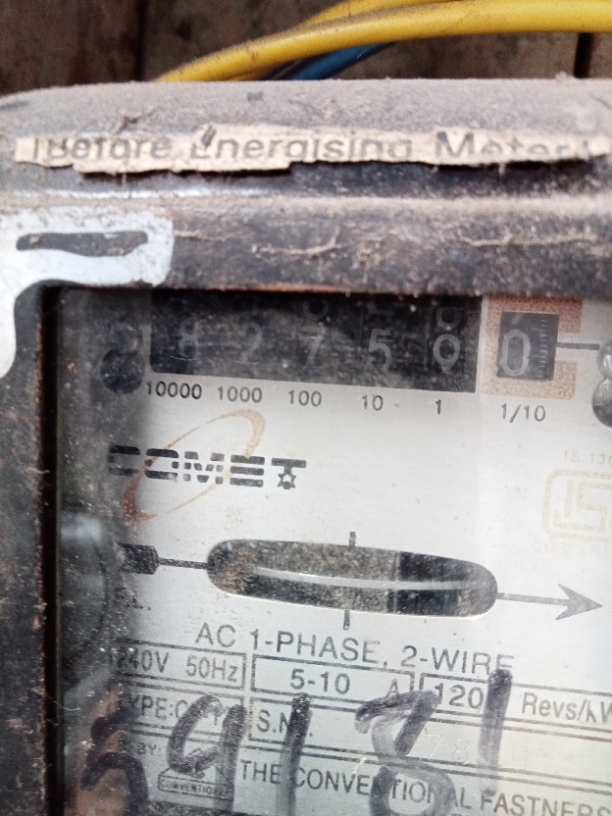 Before Energising Meter
8 2 7 5 9 0
10000 1000 100 10 1 1/10
COMET
F.L.
AC 1-PHASE, 2-WIRE
240V 50Hz 5-10 A 120 Revs/kW
TYPE: S.N.
BY THE CONVENTIONAL FASTNERS